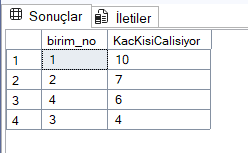 Sonuçlar İletiler
birim_no KacKisiCalisiyor
1 1 10
2 2 7
3 4 6
4 3 4